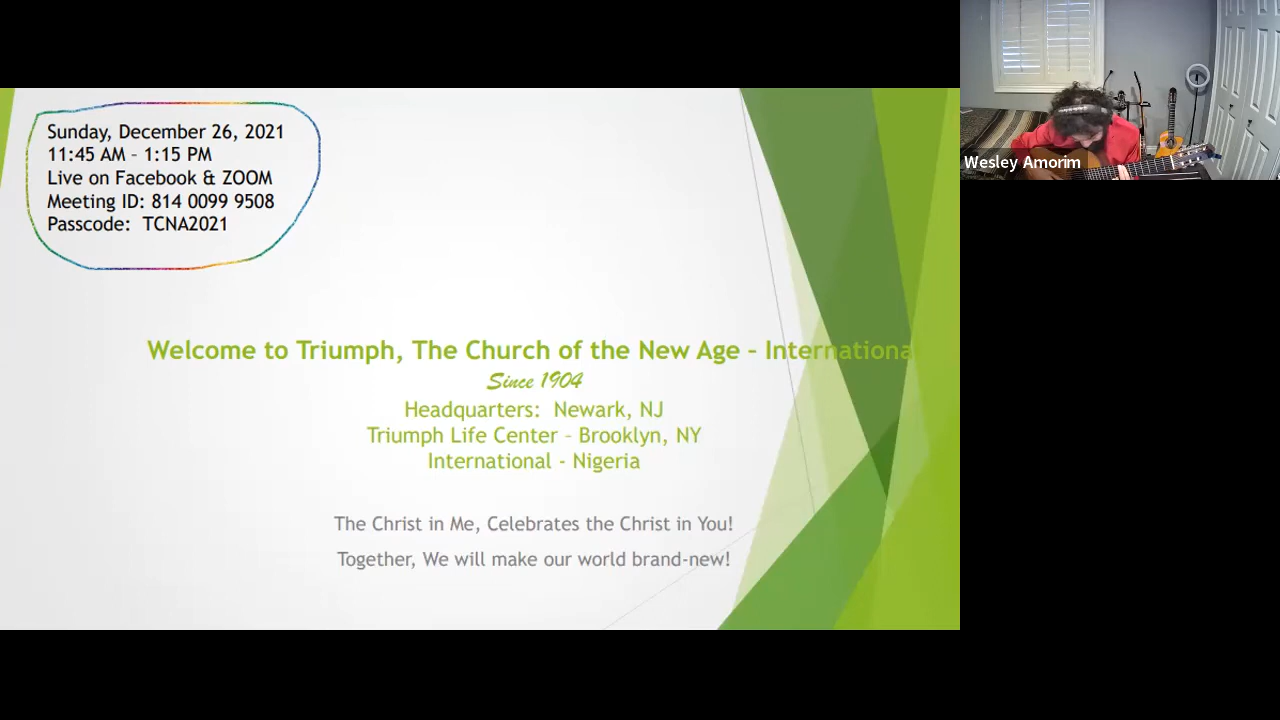 Sunday, December 26, 2021
11:45 AM – 1:15 PM
Live on Facebook & ZOOM
Meeting ID: 814 0099 9508
Passcode:  TCNA2021
Wesley Amorim
Welcome to Triumph, The Church of the New Age – Internationa
Since 1904
Headquarters:  Newark, NJ
Triumph Life Center – Brooklyn, NY
International - Nigeria
The Christ in Me, Celebrates the Christ in You!
Together, We will make our world brand-new!